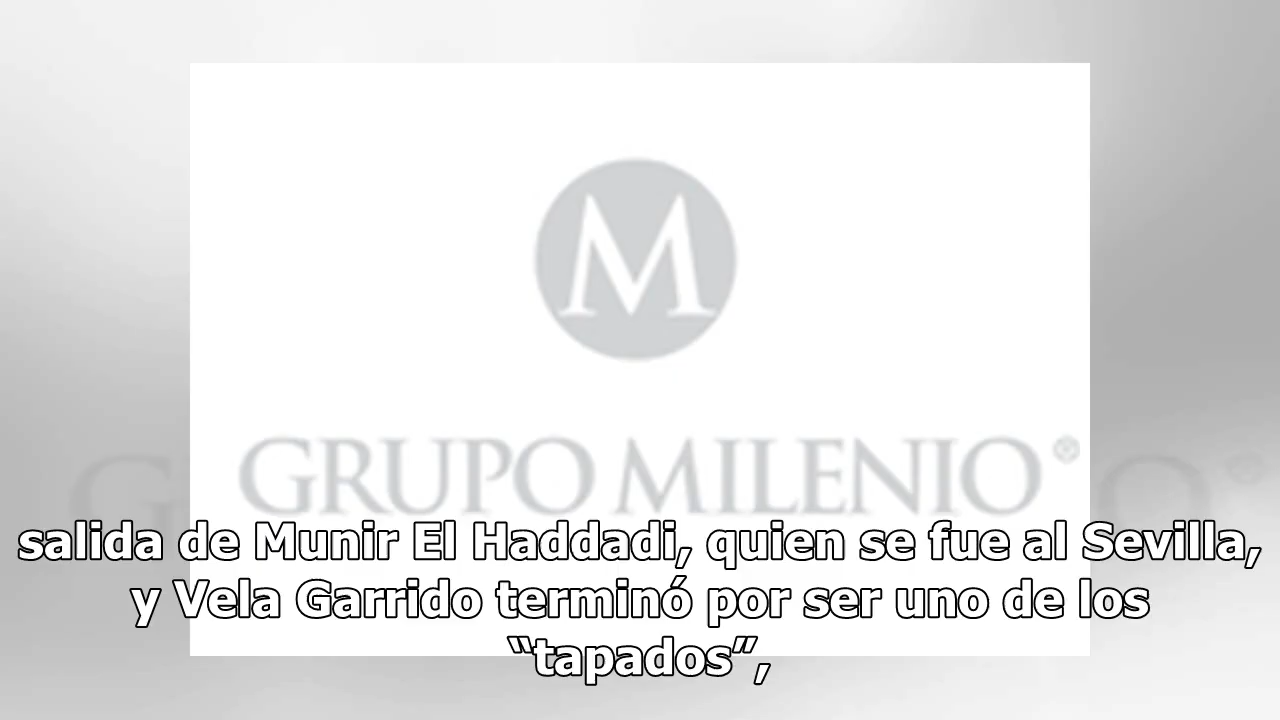 M
GRUPO MILENIO®
salida de Munir El Haddadi, quien se fue al Sevilla,
y Vela Garrido terminó por ser uno de los
“tapados”,